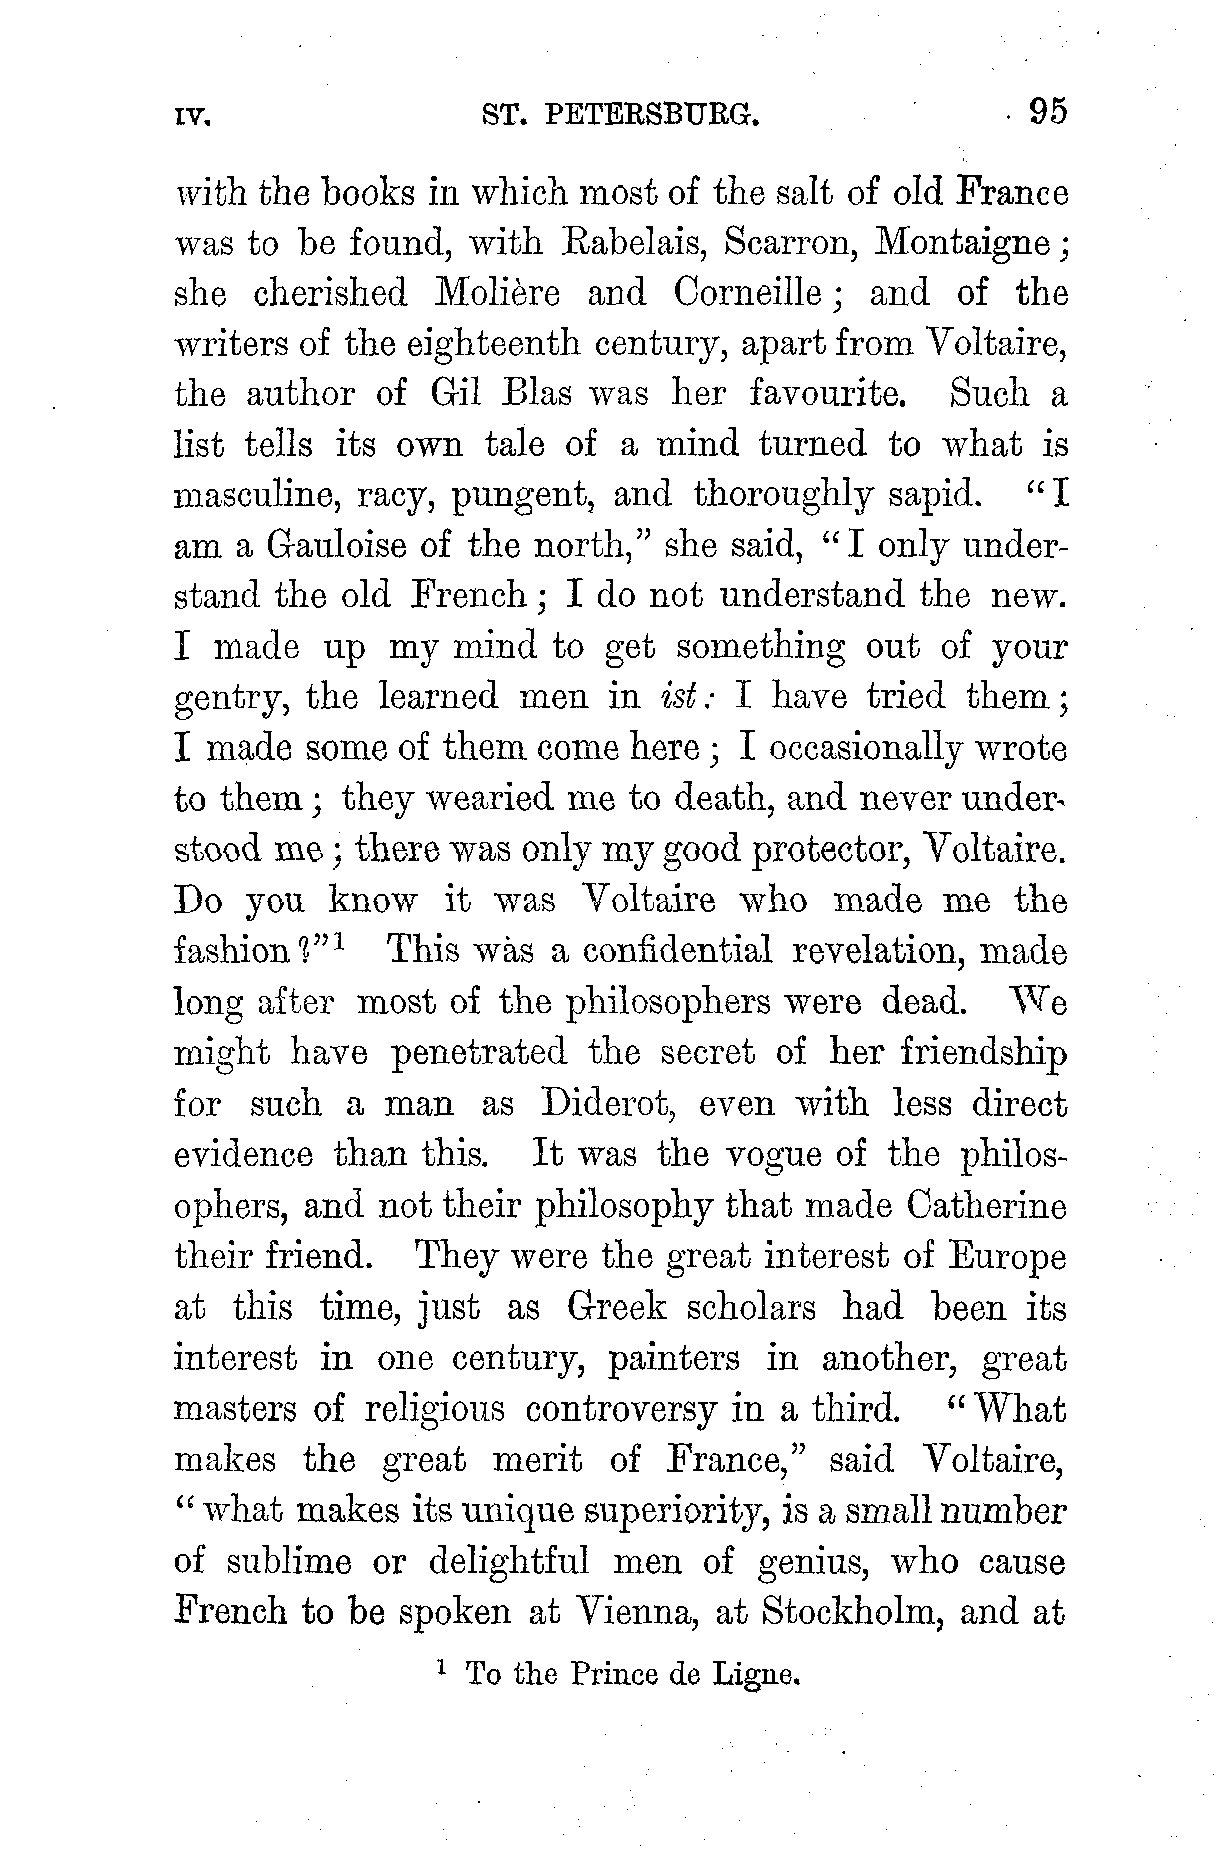 IV. ST. PETERSBURG. 95
with the books in which most of the salt of old France
was to be found, with Rabelais, Scarron, Montaigne ;
she cherished Molière and Corneille ; and of the
writers of the eighteenth century, apart from Voltaire,
the author of Gil Blas was her favourite. Such a
list tells its own tale of a mind turned to what is
masculine, racy, pungent, and thoroughly sapid. “ I
am a Gauloise of the north,” she said, “ I only under-
stand the old French ; I do not understand the new.
I made up my mind to get something out of your
gentry, the learned men in ist : I have tried them ;
I made some of them come here ; I occasionally wrote
to them ; they wearied me to death, and never under-
stood me ; there was only my good protector, Voltaire.
Do you know it was Voltaire who made me the
fashion ?”¹ This was a confidential revelation, made
long after most of the philosophers were dead. We
might have penetrated the secret of her friendship
for such a man as Diderot, even with less direct
evidence than this. It was the vogue of the philos-
ophers, and not their philosophy that made Catherine
their friend. They were the great interest of Europe
at this time, just as Greek scholars had been its
interest in one century, painters in another, great
masters of religious controversy in a third. “ What
makes the great merit of France,” said Voltaire,
“ what makes its unique superiority, is a small number
of sublime or delightful men of genius, who cause
French to be spoken at Vienna, at Stockholm, and at
¹ To the Prince de Ligne.